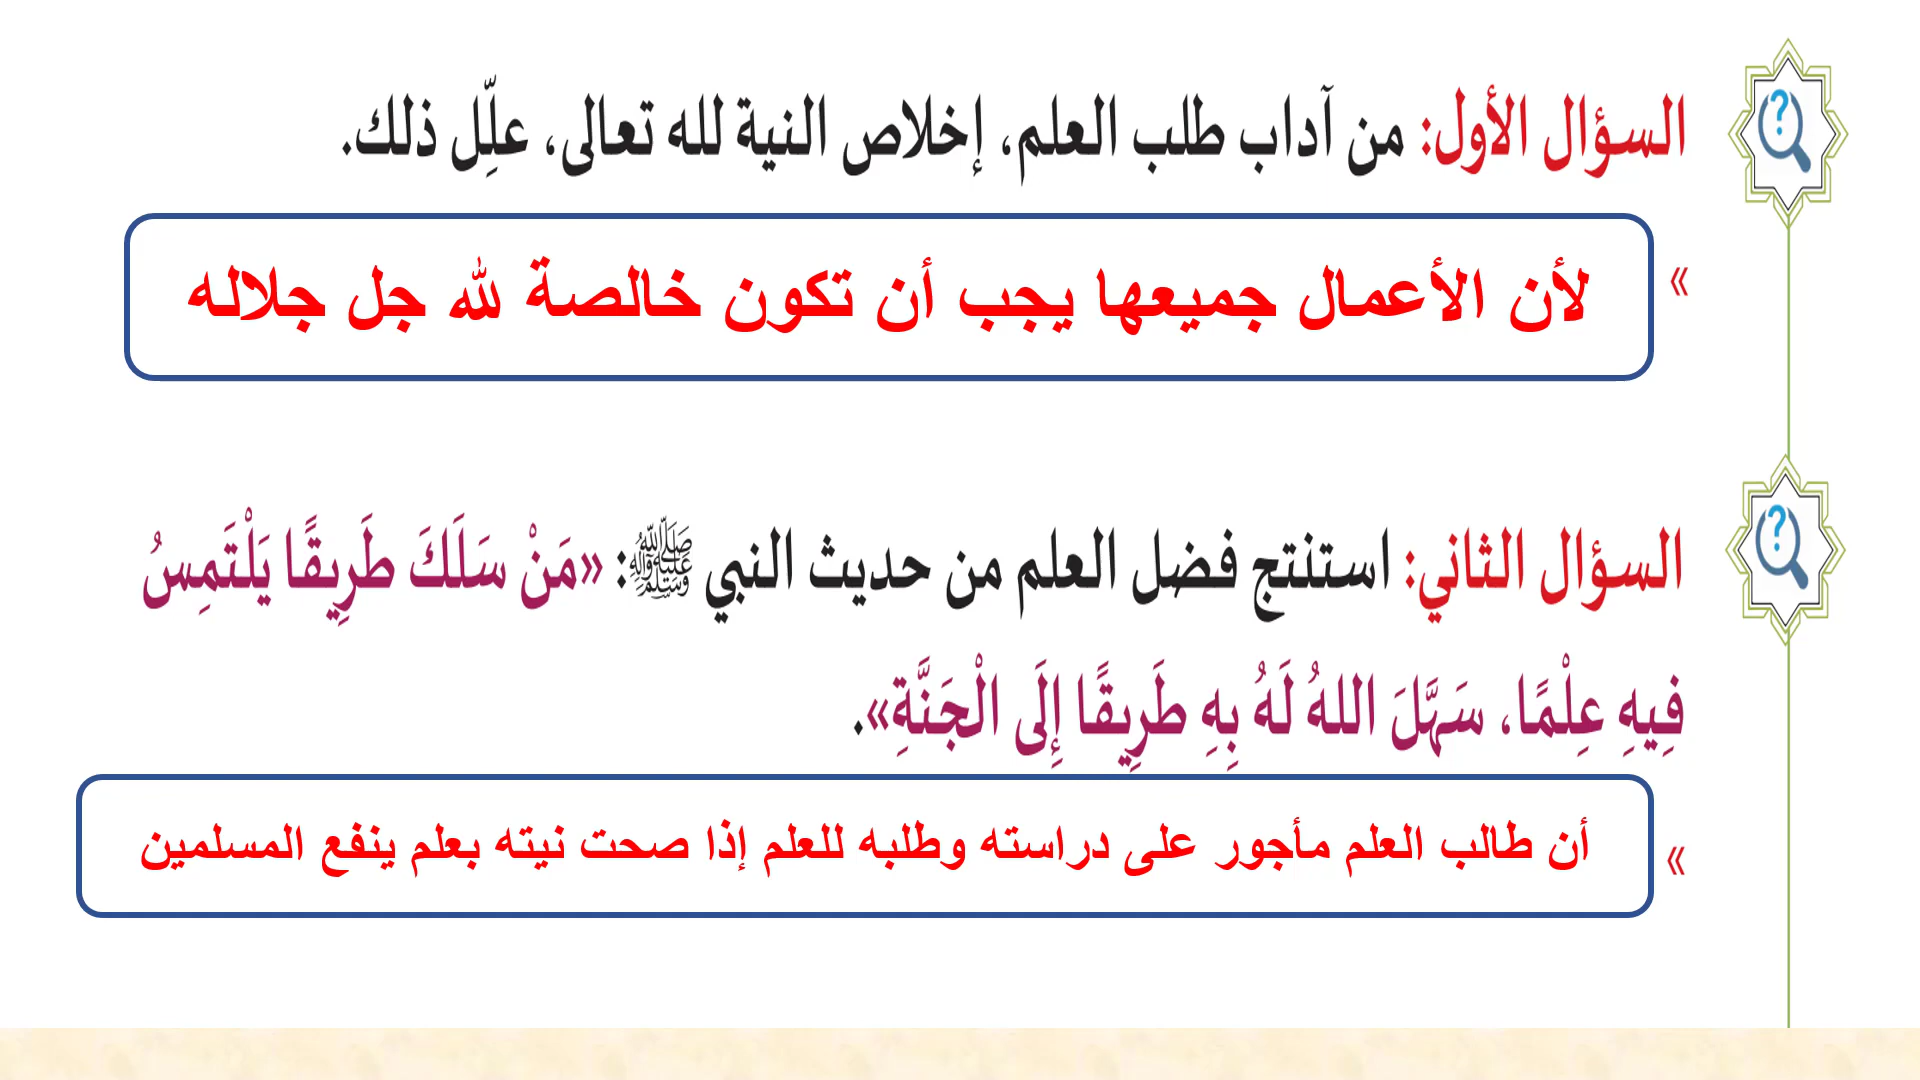 السؤال الأول: من آداب طلب العلم، إخلاص النية لله تعالى، علِّل ذلك.
» لأن الأعمال جميعها يجب أن تكون خالصة لله جل جلاله
السؤال الثاني: استنتج فضل العلم من حديث النبي ﷺ: «مَنْ سَلَكَ طَرِيقًا يَلْتَمِسُ
فِيهِ عِلْمًا، سَهَّلَ اللهُ لَهُ بِهِ طَرِيقًا إِلَى الْجَنَّةِ».
» أن طالب العلم مأجور على دراسته وطلبه للعلم إذا صحت نيته بعلم ينفع المسلمين